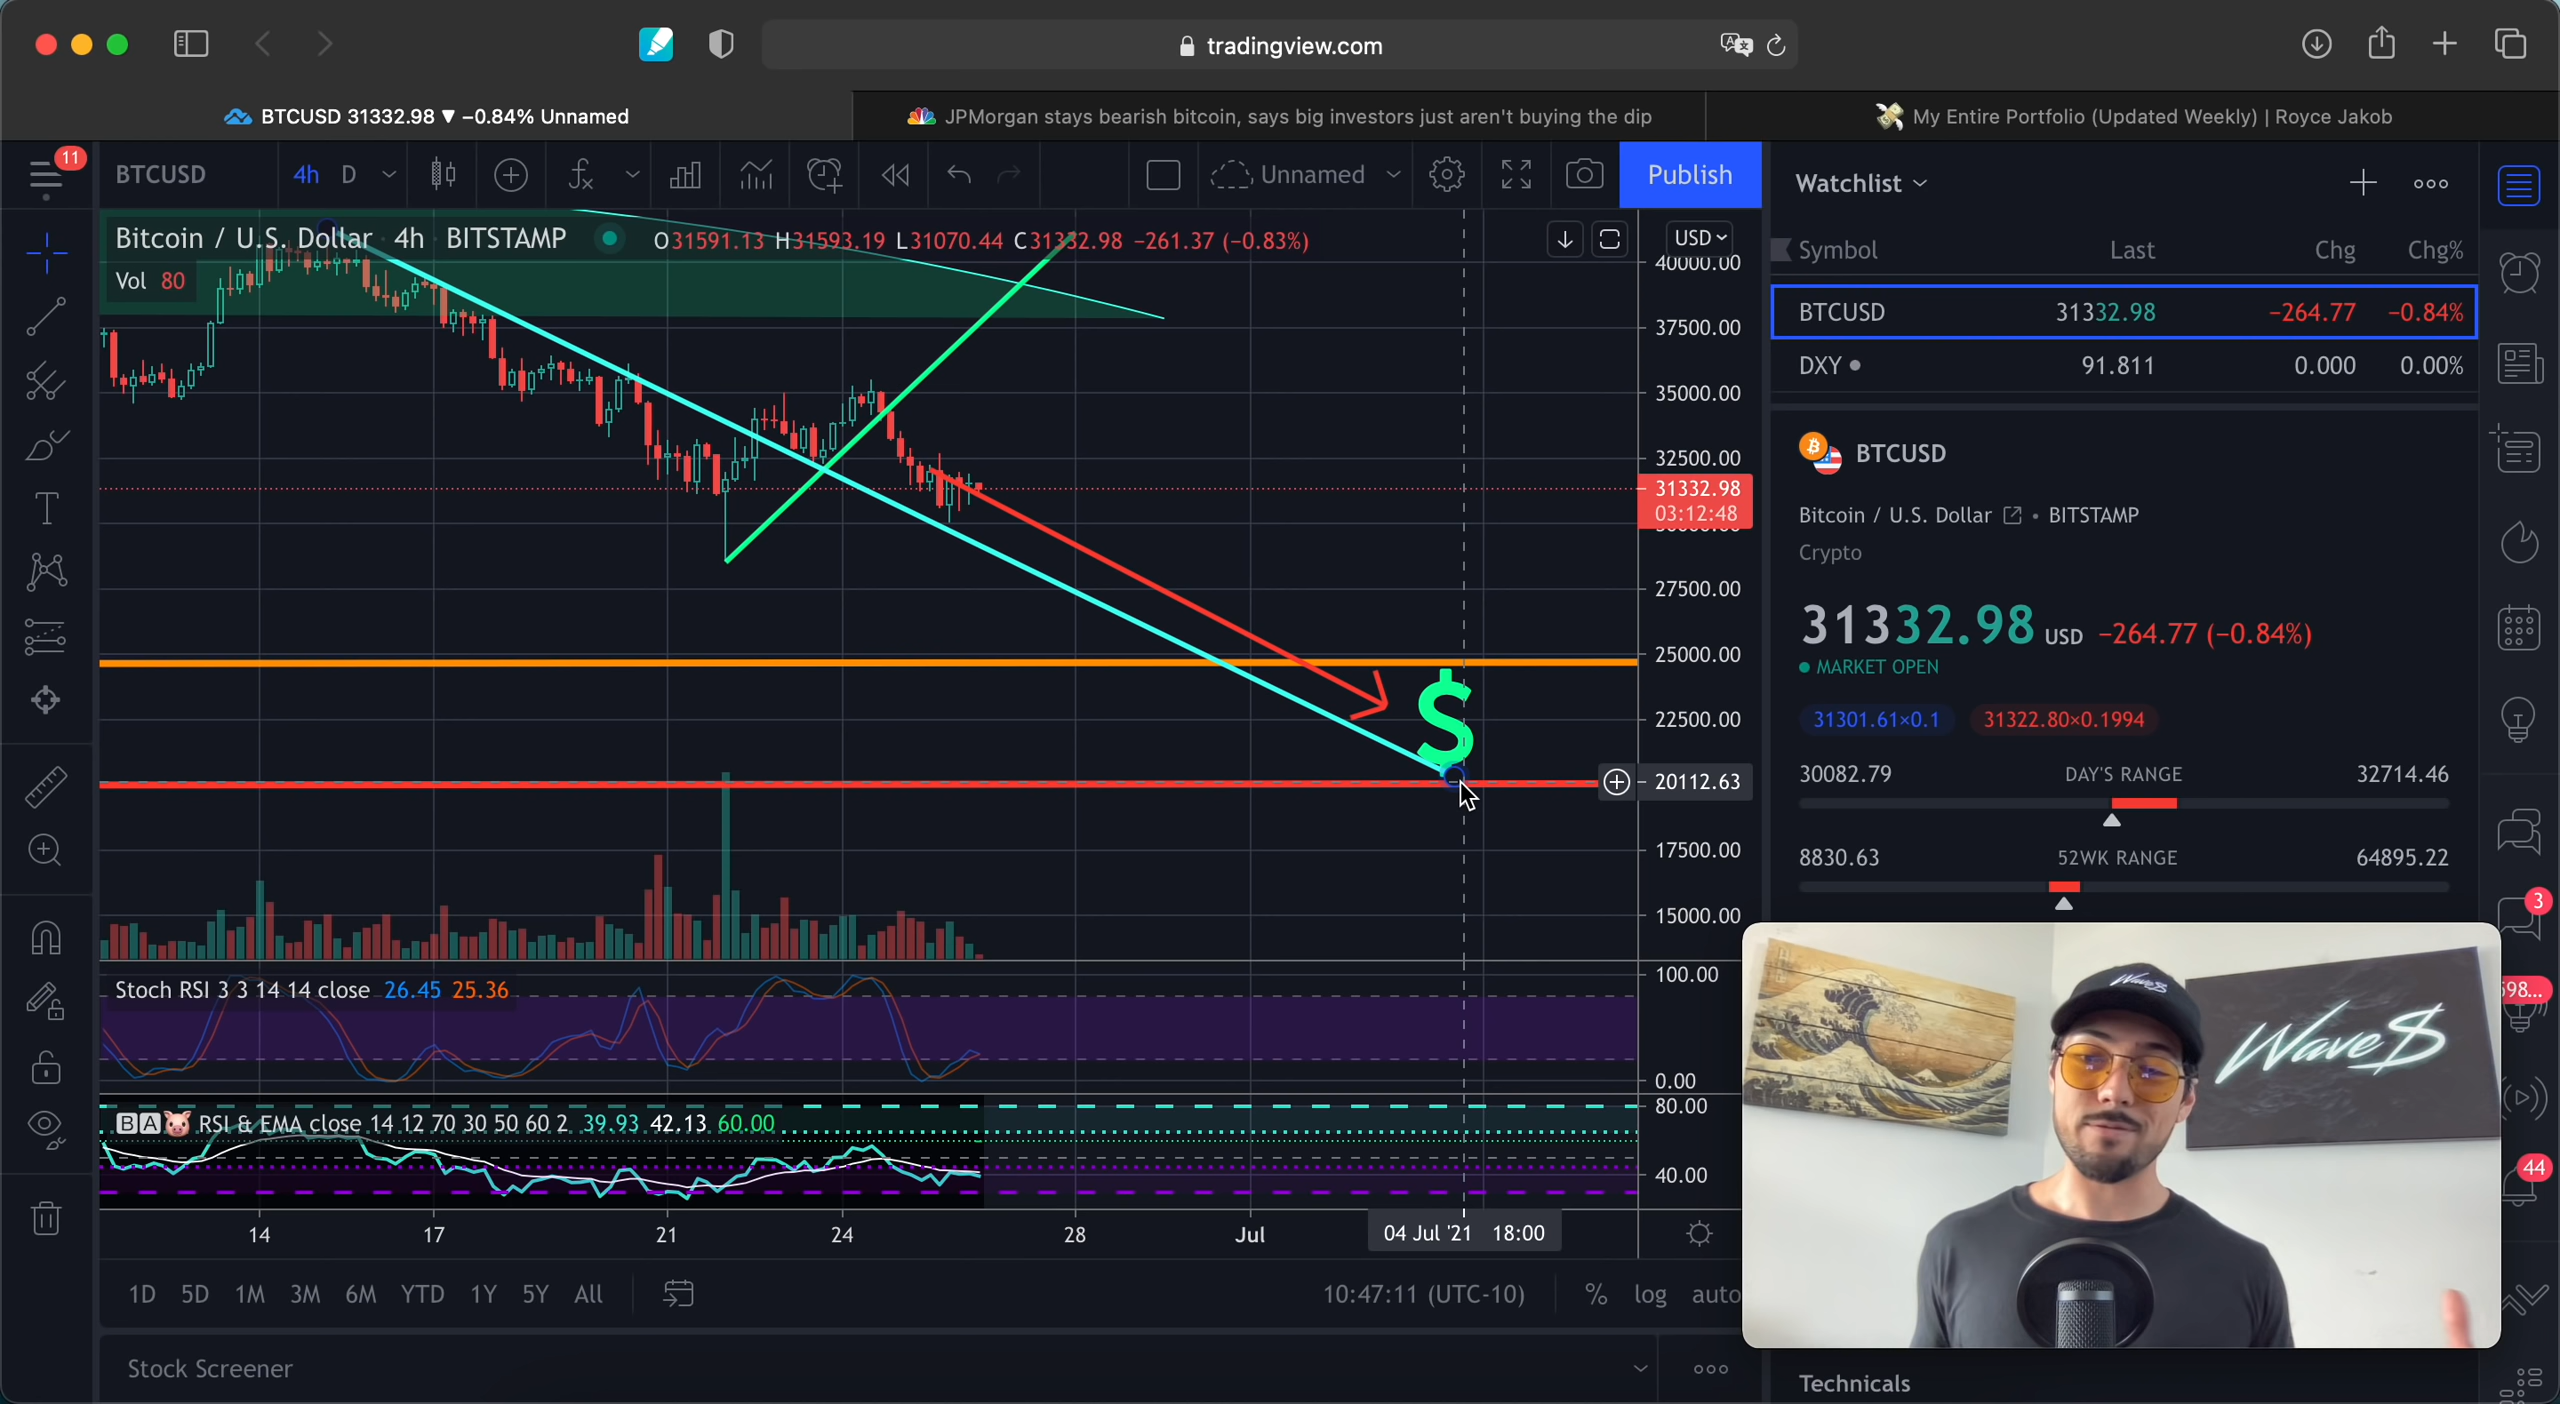 tradingview.com
BTCUSD 31332.98 ▼ −0.84% Unnamed
JPMorgan stays bearish bitcoin, says big investors just aren't buying the dip
My Entire Portfolio (Updated Weekly) | Royce Jakob
11
BTCUSD
4h
D
Unnamed
Publish
Watchlist
Bitcoin / U.S. Dollar 4h BITSTAMP
O31591.13 H31593.19 L31070.44 C31332.98 −261.37 (−0.83%)
USD
Vol 80
Symbol Last Chg Chg%
BTCUSD 31332.98 −264.77 −0.84%
DXY 91.811 0.000 0.00%
40000.00
37500.00
35000.00
32500.00
31332.98
03:12:48
27500.00
25000.00
22500.00
20112.63
17500.00
15000.00
$
BTCUSD
Bitcoin / U.S. Dollar • BITSTAMP
Crypto
31332.98 USD −264.77 (−0.84%)
MARKET OPEN
31301.61×0.1 31322.80×0.1994
30082.79 DAY'S RANGE 32714.46
8830.63 52WK RANGE 64895.22
3
598...
44
Stoch RSI 3 3 14 14 close 26.45 25.36
100.00
0.00
B A RSI & EMA close 14 12 70 30 50 60 2 39.93 42.13 60.00
80.00
40.00
14 17 21 24 28 Jul 04 Jul '21 18:00
1D 5D 1M 3M 6M YTD 1Y 5Y All
10:47:11 (UTC-10) % log auto
Stock Screener
Wave$
Wave$
Technicals